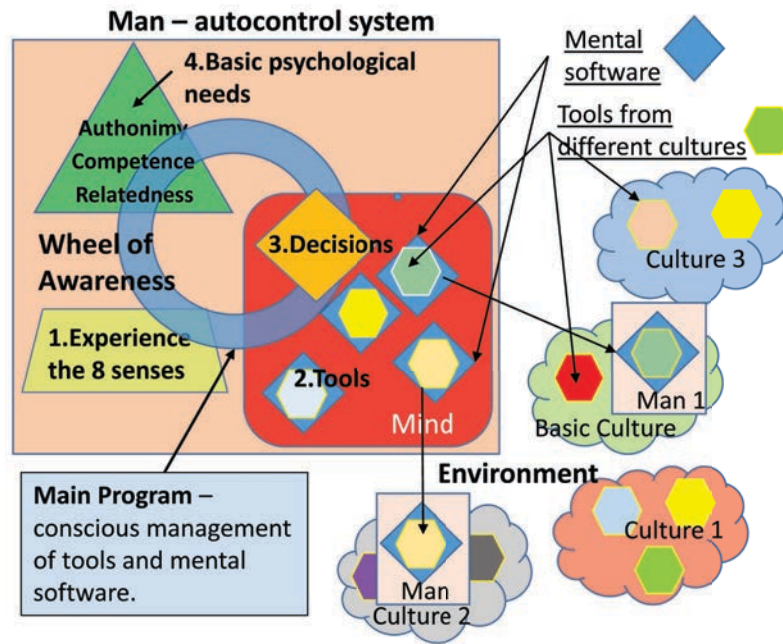 Man – autocontrol system
4.Basic psychological
needs
Authonimy
Competence
Relatedness
Wheel of
Awareness
1.Experience
the 8 senses
3.Decisions
2.Tools
Mind
Main Program –
conscious management
of tools and mental
software.
Mental
software
Tools from
different cultures
Culture 3
Man 1
Basic Culture
Environment
Culture 1
Man
Culture 2